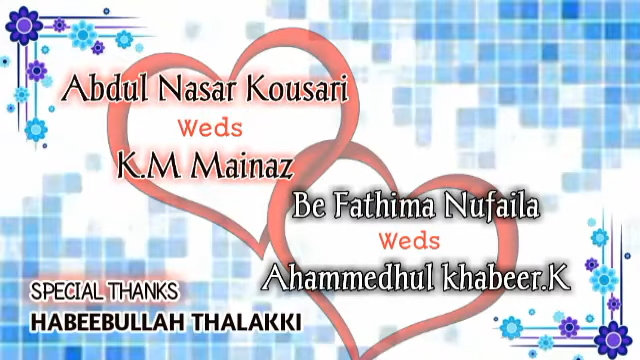 Abdul Nasar Kousari
Weds
K.M Mainaz
Be Fathima Nufaila
Weds
Ahammedhul khabeer.K
SPECIAL THANKS
HABEEBULLAH THALAKKI